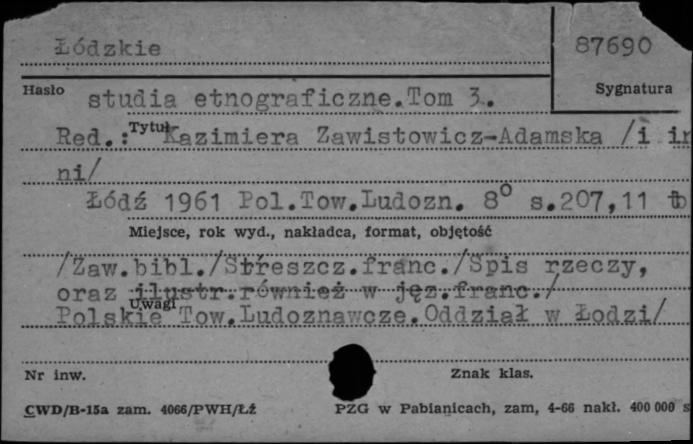 Łódzkie 87690
Hasło Sygnatura
studia etnograficzne.Tom 3.
Red.: Tytuł Kazimiera Zawistowicz-Adamska /i in
ni/
Łódź 1961 Pol.Tow.Ludozn. 8° s.207,11 tb
Miejsce, rok wyd., nakładca, format, objętość
/Zaw.bibl./Streszcz.franc./Spis rzeczy,
oraz ilustr.również w jęz.franc./
Uwagi
Polskie Tow.Ludoznawcze.Oddział w Łodzi/
Nr inw. Znak klas.
CWD/B-15a zam. 4066/PWH/Łź PZG w Pabianicach, zam, 4-66 nakł. 400 000 s